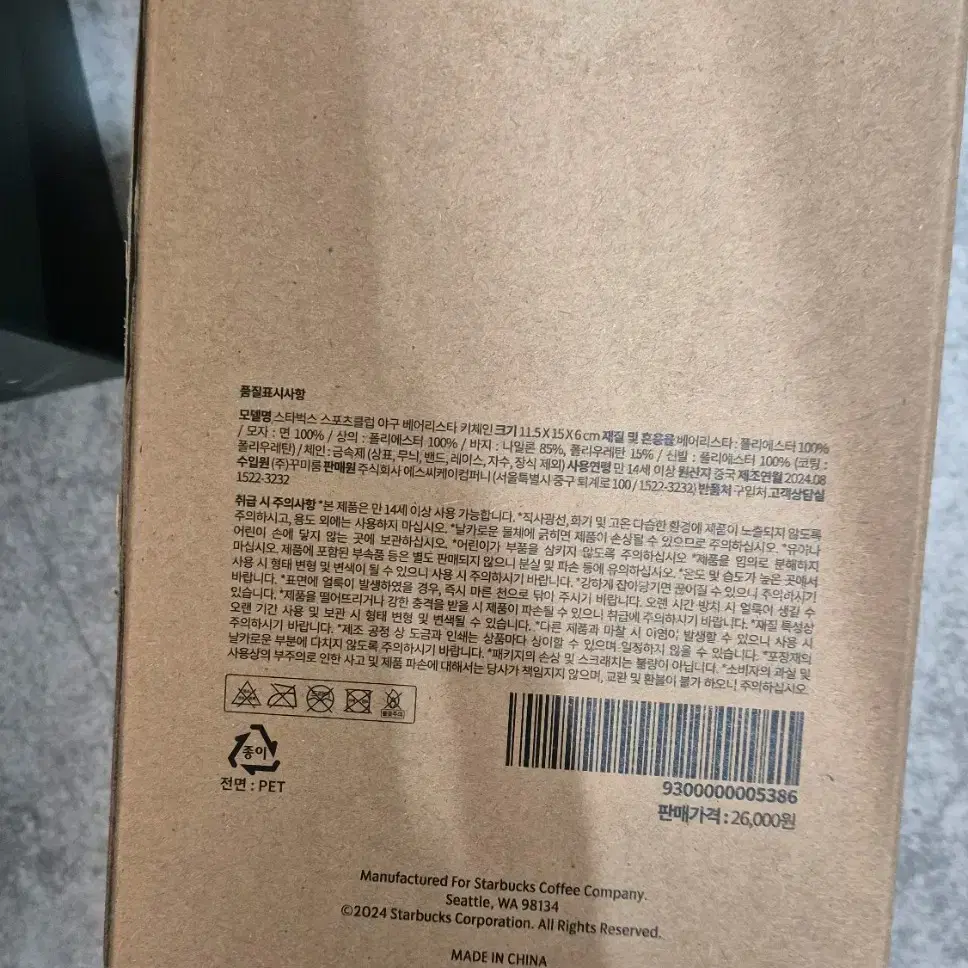 품질표시사항
모델명 스타벅스 스포츠클럽 야구 베어리스타 키체인 크기 11.5 X 15 X 6 cm 재질 및 혼용율 베어리스타 : 폴리에스터 100%
/ 모자 : 면 100% / 상의 : 폴리에스터 100% / 바지 : 나일론 85%, 폴리우레탄 15% / 신발 : 폴리에스터 100% (코팅 :
폴리우레탄) / 체인 : 금속제 (상표, 무늬, 밴드, 레이스, 자수, 장식 제외) 사용연령 만 14세 이상 원산지 중국 제조연월 2024.08
수입원 (주)꾸미룸 판매원 주식회사 에스씨케이컴퍼니 (서울특별시 중구 퇴계로 100 / 1522-3232) 반품처 구입처 고객상담실
1522-3232
취급 시 주의사항 *본 제품은 만 14세 이상 사용 가능합니다. *직사광선, 화기 및 고온 다습한 환경에 제품이 노출되지 않도록
주의하시고, 용도 외에는 사용하지 마십시오. *날카로운 물체에 긁히면 제품이 손상될 수 있으므로 주의하십시오. *유아나
어린이 손에 닿지 않는 곳에 보관하십시오. *어린이가 부품을 삼키지 않도록 주의하십시오 *제품을 임의로 분해하지
마십시오. 제품에 포함된 부속품 등은 별도 판매되지 않으니 분실 및 파손 등에 유의하십시오. *온도 및 습도가 높은 곳에서
사용 시 형태 변형 및 변색이 될 수 있으니 사용 시 주의하시기 바랍니다. *강하게 잡아당기면 끊어질 수 있으니 주의하시기
바랍니다. *표면에 얼룩이 발생하였을 경우, 즉시 마른 천으로 닦아 주시기 바랍니다. 오랜 시간 방치 시 얼룩이 생길 수
있습니다. *제품을 떨어뜨리거나 강한 충격을 받을 시 제품이 파손될 수 있으니 취급에 주의하시기 바랍니다. *재질 특성상
오랜 기간 사용 및 보관 시 형태 변형 및 변색될 수 있습니다. *다른 제품과 마찰 시 이염이 발생할 수 있으니 사용 시
주의하시기 바랍니다. *제조 공정 상 도금과 인쇄는 상품마다 상이할 수 있으며 일정하지 않을 수 있습니다. *포장재의
날카로운 부분에 다치지 않도록 주의하시기 바랍니다. *패키지의 손상 및 스크래치는 불량이 아닙니다. *소비자의 과실 및
사용상의 부주의로 인한 사고 및 제품 파손에 대해서는 당사가 책임지지 않으며, 교환 및 환불이 불가 하오니 주의하십시오
종이
전면 : PET
9300000005386
판매가격 : 26,000원
Manufactured For Starbucks Coffee Company.
Seattle, WA 98134
©2024 Starbucks Corporation. All Rights Reserved.
MADE IN CHINA